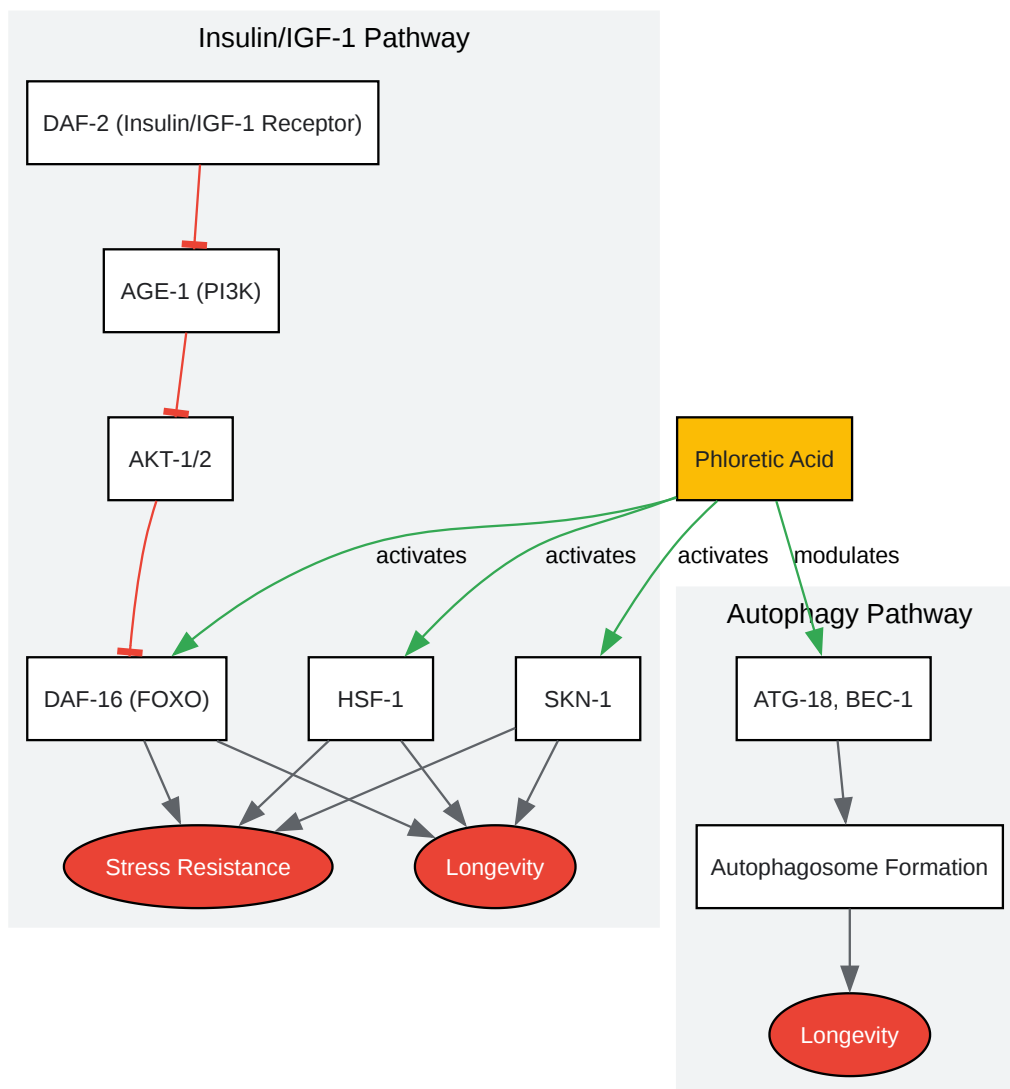 Insulin/IGF-1 Pathway
DAF-2 (Insulin/IGF-1 Receptor)
AGE-1 (PI3K)
AKT-1/2
Phloretic Acid
activates
activates
activates
modulates
Autophagy Pathway
DAF-16 (FOXO)
HSF-1
SKN-1
ATG-18, BEC-1
Stress Resistance
Longevity
Autophagosome Formation
Longevity